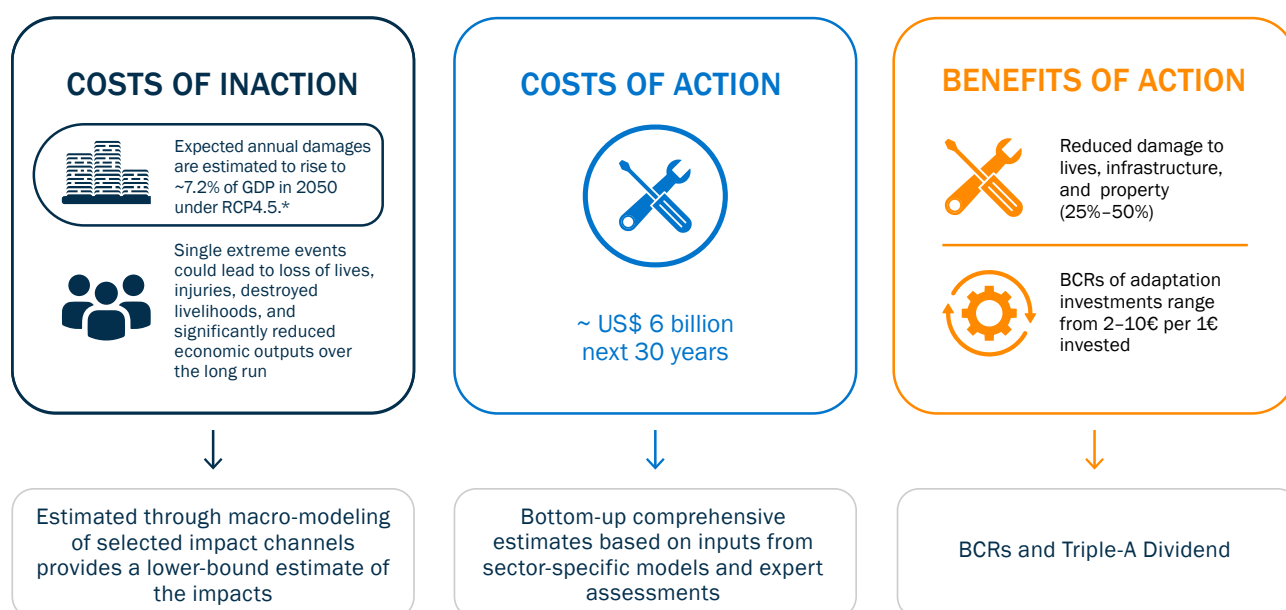 COSTS OF INACTION
Expected annual damages
are estimated to rise to
~7.2% of GDP in 2050
under RCP4.5.*
Single extreme events
could lead to loss of lives,
injuries, destroyed
livelihoods, and
significantly reduced
economic outputs over
the long run
Estimated through macro-modeling
of selected impact channels
provides a lower-bound estimate of
the impacts
COSTS OF ACTION
~ US$ 6 billion
next 30 years
Bottom-up comprehensive
estimates based on inputs from
sector-specific models and expert
assessments
BENEFITS OF ACTION
Reduced damage to
lives, infrastructure,
and property
(25%–50%)
BCRs of adaptation
investments range
from 2–10€ per 1€
invested
BCRs and Triple-A Dividend